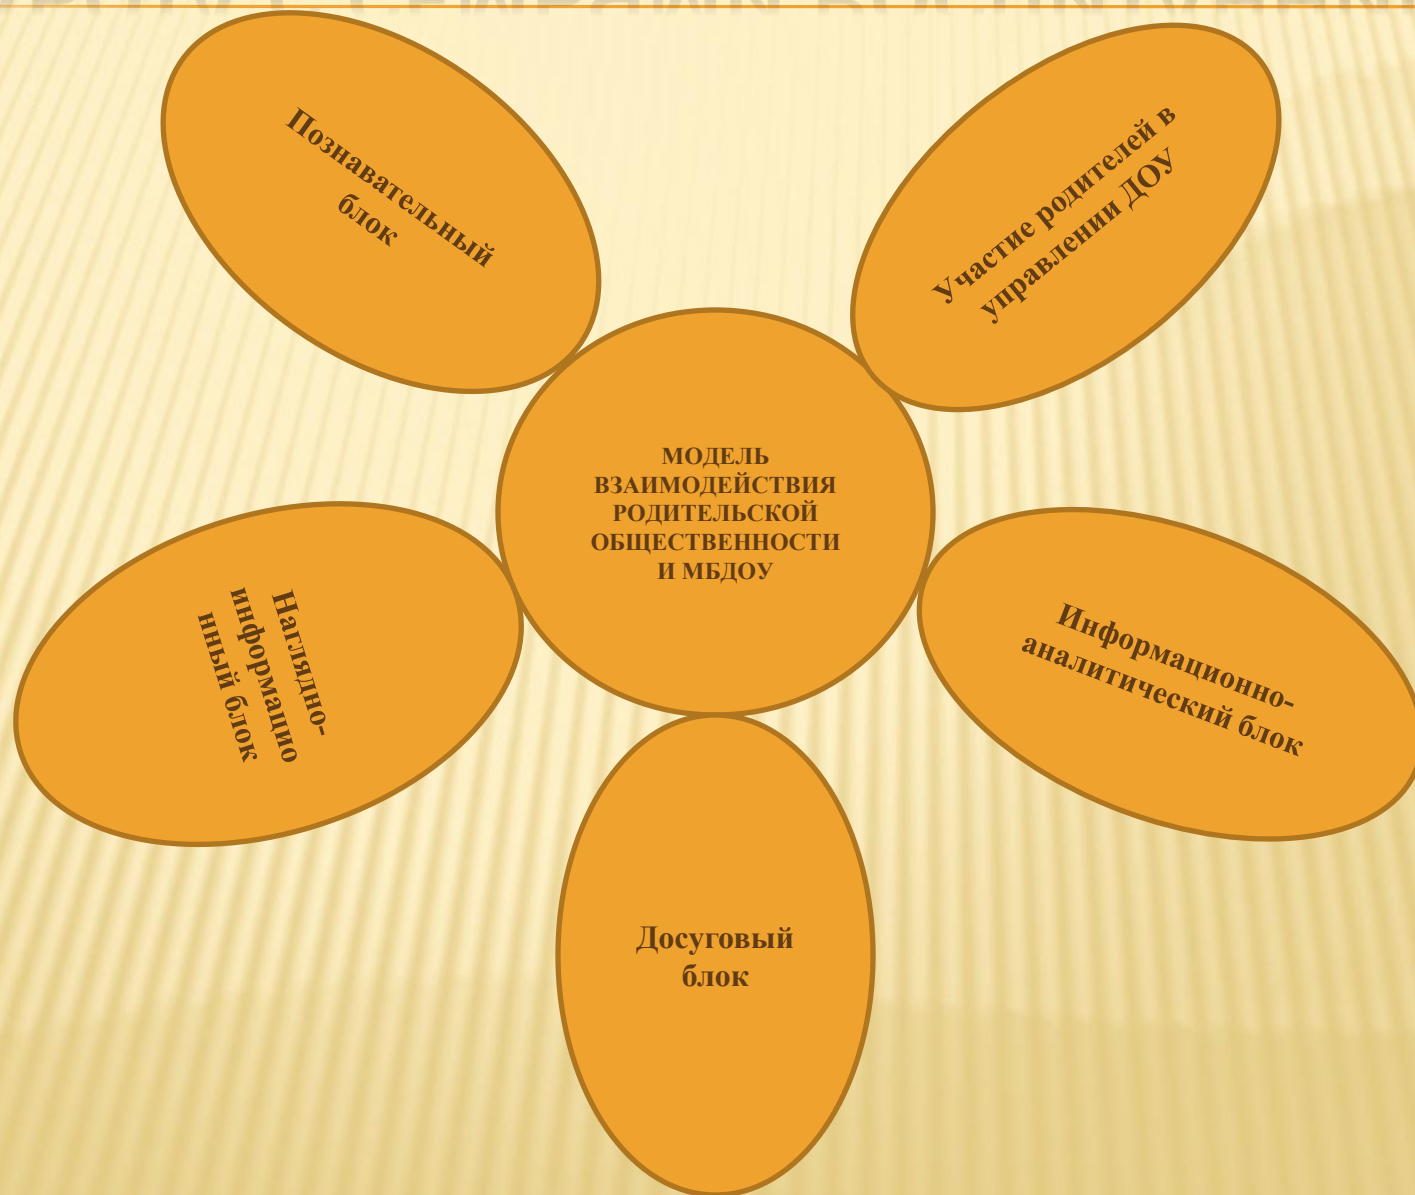 Познавательный
блок
Участие родителей в
управлении ДОУ
МОДЕЛЬ
ВЗАИМОДЕЙСТВИЯ
РОДИТЕЛЬСКОЙ
ОБЩЕСТВЕННОСТИ
И МБДОУ
Наглядно-
информацио
нный блок
Информационно-
аналитический блок
Досуговый
блок